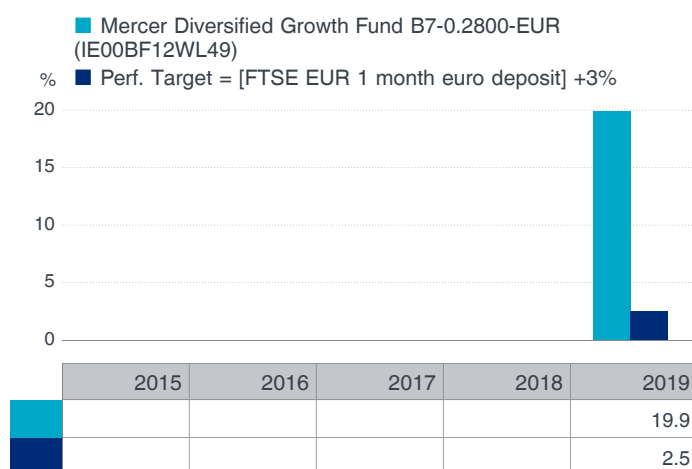 Mercer Diversified Growth Fund B7-0.2800-EUR
(IE00BF12WL49)
% Perf. Target = [FTSE EUR 1 month euro deposit] +3%
20
15
10
5
0
2015 2016 2017 2018 2019
19.9
2.5